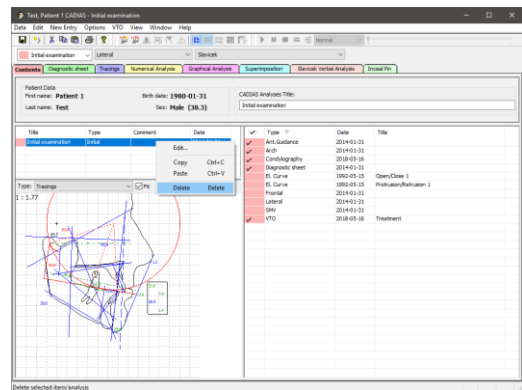 Test, Patient 1 CADIAS - Initial examination
Data Edit New Entry Options VTO View Window Help
Normal
Initial examination Lateral Slavicek
Contents Diagnostic sheet Tracings Numerical Analysis Graphical Analysis Superimposition Slavicek Verbal Analysis Incisal Pin
Patient Data
First name: Patient 1 Birth date: 1980-01-31
Last name: Test Sex: Male (38.3)
CADIAS Analyses Title:
Initial examination
Title Type Comment Date
Initial examination Initial
Edit...
Copy Ctrl+C
Paste Ctrl+V
Delete Delete
Type: Tracings Fit
1 : 1.77
Type Date Title
Ant.Guidance 2014-01-31
Arch 2014-01-31
Condylography 2018-05-16
Diagnostic sheet 2014-01-31
El. Curve 1992-05-15 Open/Close 1
El. Curve 1992-05-15 Protrusion/Retrusion 1
Frontal 2014-01-31
Lateral 2014-01-31
SMV 2014-01-31
VTO 2018-05-16 Treatment
Delete selected item/analysis